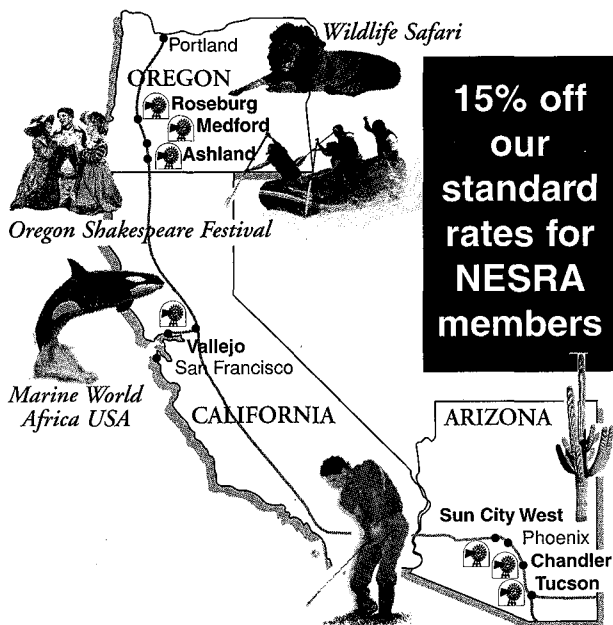 Portland
Wildlife Safari
OREGON
Roseburg
Medford
Ashland
Oregon Shakespeare Festival
15% off
our
standard
rates for
NESRA
members
Vallejo
San Francisco
Marine World
Africa USA
CALIFORNIA
ARIZONA
Sun City West
Phoenix
Chandler
Tucson